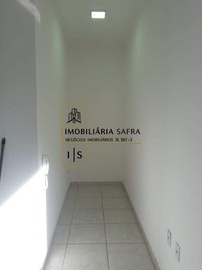 IMOBILIÁRIA SAFRA
NEGÓCIOS IMOBILIÁRIOS
I S